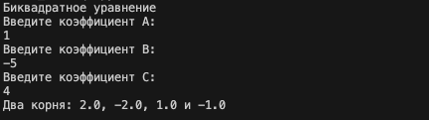 Биквадратное уравнение
Введите коэффициент A:
1
Введите коэффициент B:
-5
Введите коэффициент C:
4
Два корня: 2.0, -2.0, 1.0 и -1.0